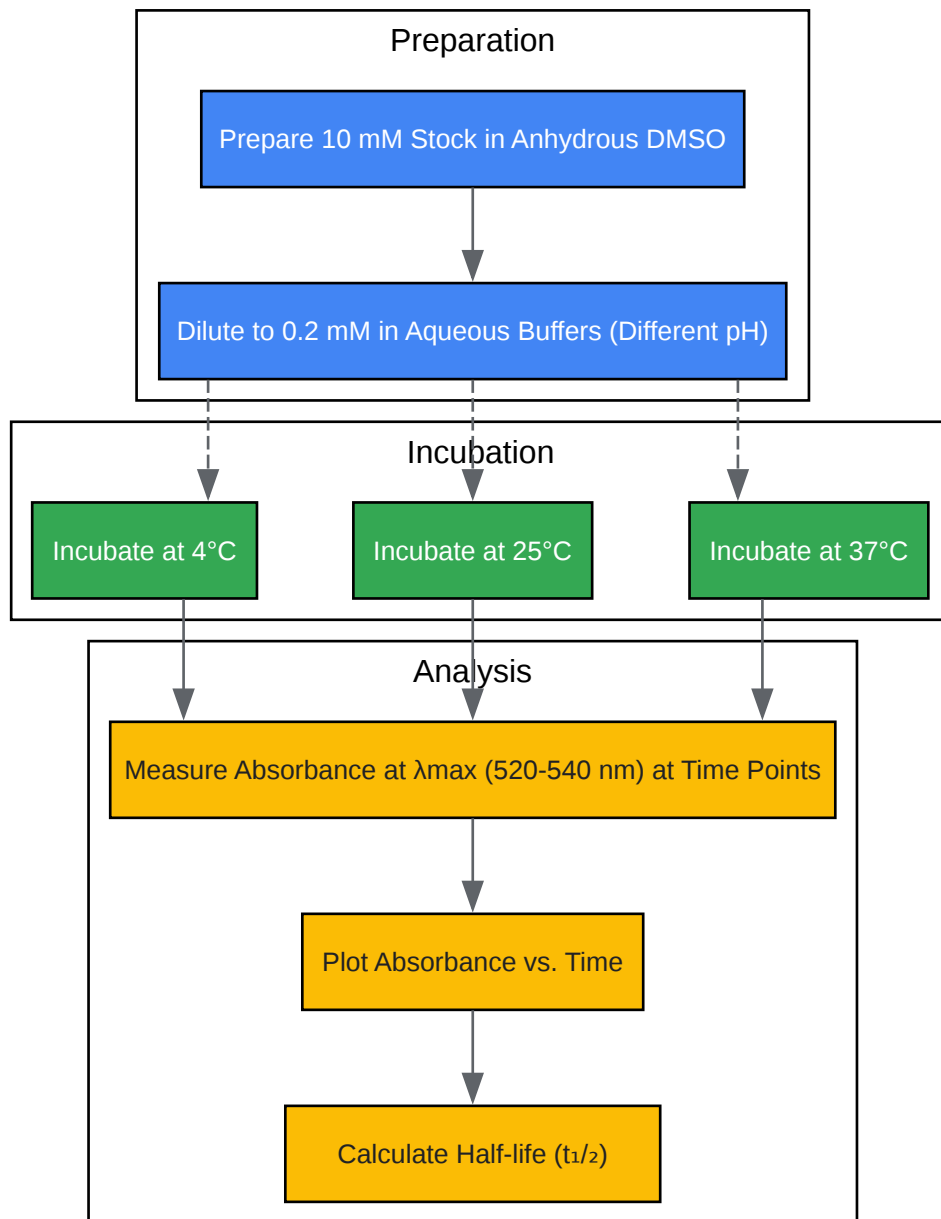 Preparation
Prepare 10 mM Stock in Anhydrous DMSO
Dilute to 0.2 mM in Aqueous Buffers (Different pH)
Incubation
Incubate at 4°C
Incubate at 25°C
Incubate at 37°C
Analysis
Measure Absorbance at λmax (520-540 nm) at Time Points
Plot Absorbance vs. Time
Calculate Half-life (t₁/₂)